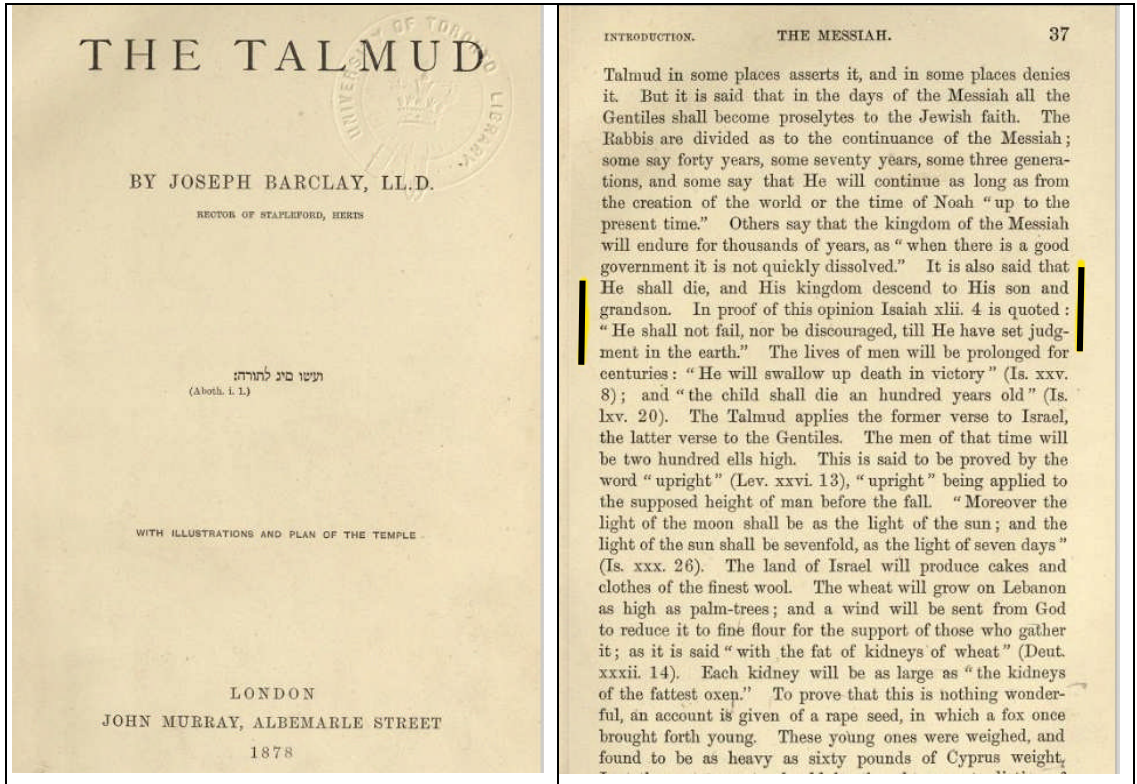 THE TALMUD
UNIVERSITY OF TORONTO LIBRARY
BY JOSEPH BARCLAY, LL.D.
RECTOR OF STAPLEFORD, HERTS
ועשו סיג לתורה:
(Aboth. i. 1.)
WITH ILLUSTRATIONS AND PLAN OF THE TEMPLE
LONDON
JOHN MURRAY, ALBEMARLE STREET
1878
INTRODUCTION. THE MESSIAH. 37
Talmud in some places asserts it, and in some places denies
it. But it is said that in the days of the Messiah all the
Gentiles shall become proselytes to the Jewish faith. The
Rabbis are divided as to the continuance of the Messiah;
some say forty years, some seventy years, some three genera-
tions, and some say that He will continue as long as from
the creation of the world or the time of Noah "up to the
present time." Others say that the kingdom of the Messiah
will endure for thousands of years, as "when there is a good
government it is not quickly dissolved." It is also said that
He shall die, and His kingdom descend to His son and
grandson. In proof of this opinion Isaiah xlii. 4 is quoted:
"He shall not fail, nor be discouraged, till He have set judg-
ment in the earth." The lives of men will be prolonged for
centuries: "He will swallow up death in victory" (Is. xxv.
8); and "the child shall die an hundred years old" (Is.
lxv. 20). The Talmud applies the former verse to Israel,
the latter verse to the Gentiles. The men of that time will
be two hundred ells high. This is said to be proved by the
word "upright" (Lev. xxvi. 13), "upright" being applied to
the supposed height of man before the fall. "Moreover the
light of the moon shall be as the light of the sun; and the
light of the sun shall be sevenfold, as the light of seven days"
(Is. xxx. 26). The land of Israel will produce cakes and
clothes of the finest wool. The wheat will grow on Lebanon
as high as palm-trees; and a wind will be sent from God
to reduce it to fine flour for the support of those who gather
it; as it is said "with the fat of kidneys of wheat" (Deut.
xxxii. 14). Each kidney will be as large as "the kidneys
of the fattest oxen." To prove that this is nothing wonder-
ful, an account is given of a rape seed, in which a fox once
brought forth young. These young ones were weighed, and
found to be as heavy as sixty pounds of Cyprus weight.